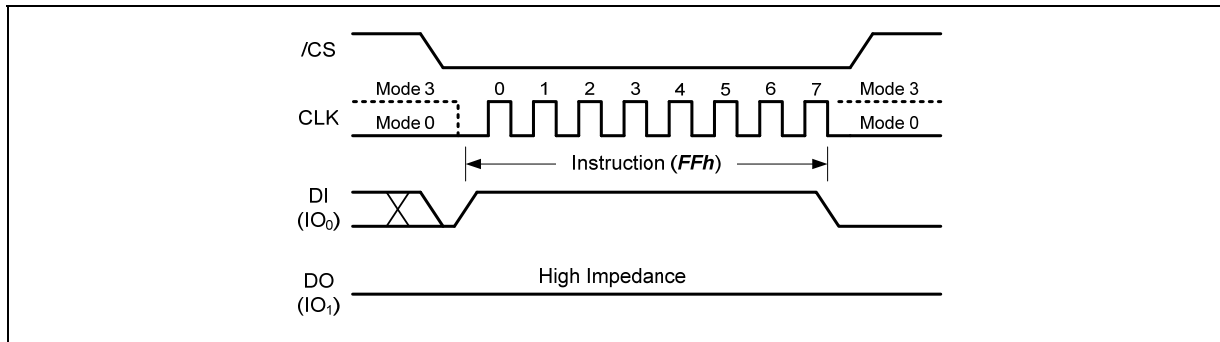 /CS
Mode 3 0 1 2 3 4 5 6 7 Mode 3
CLK
Mode 0 Mode 0
Instruction (FFh)
DI
(IO₀)
High Impedance
DO
(IO₁)